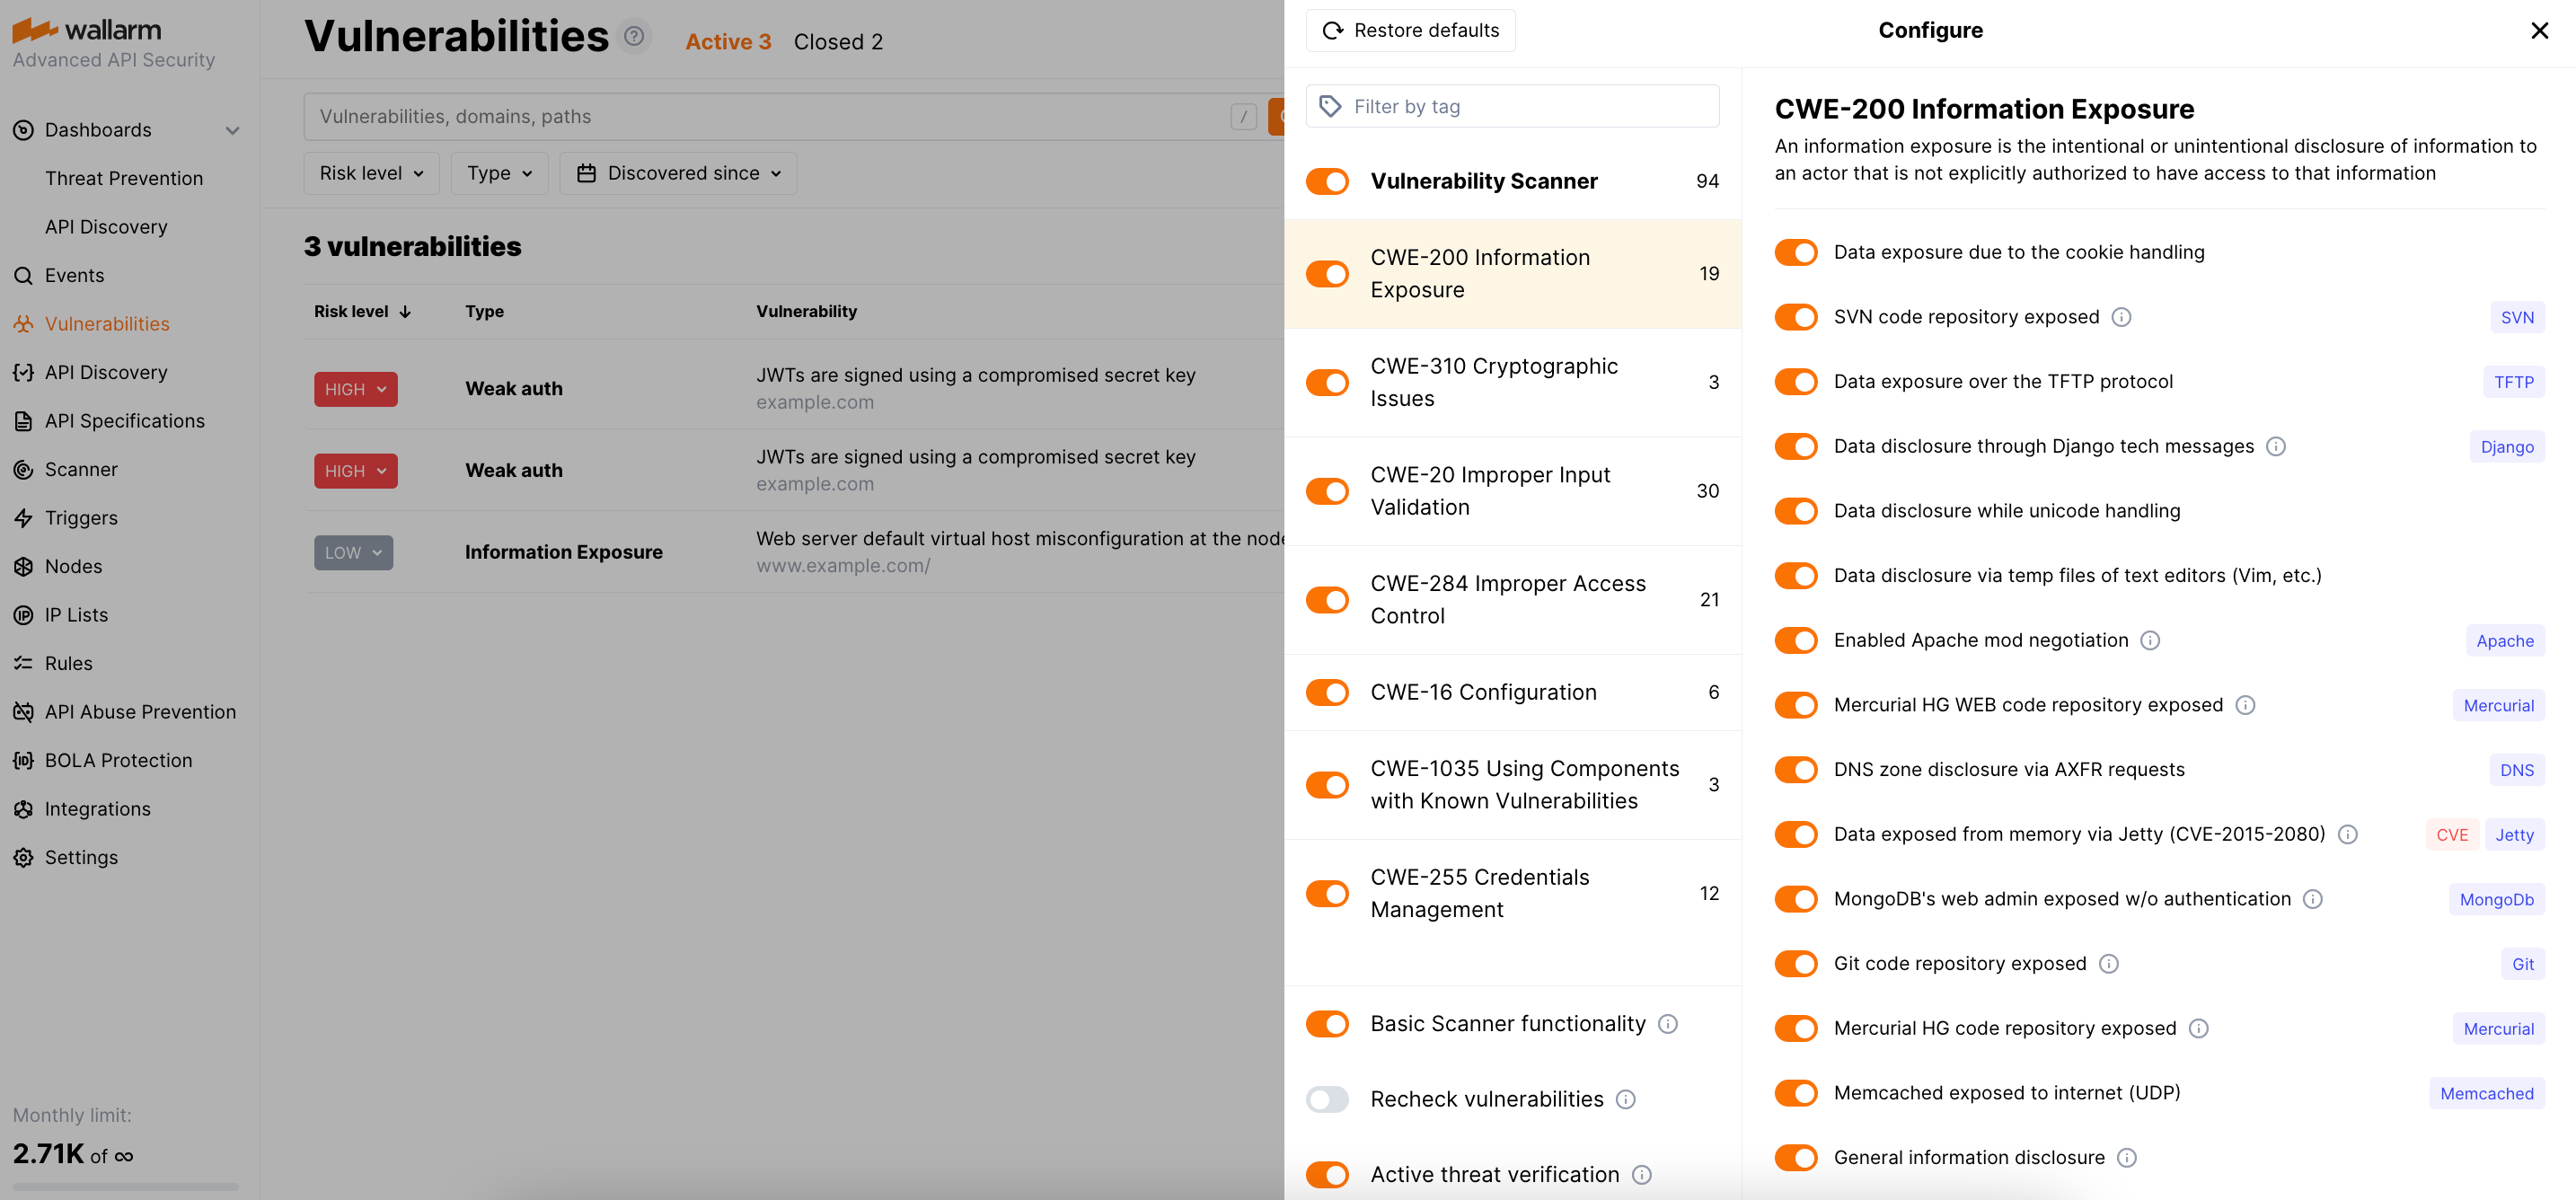 wallarm
Advanced API Security
Dashboards
Threat Prevention
API Discovery
Events
Vulnerabilities
API Discovery
API Specifications
Scanner
Triggers
Nodes
IP Lists
Rules
API Abuse Prevention
BOLA Protection
Integrations
Settings
Monthly limit:
2.71K of ∞
Vulnerabilities ? Active 3 Closed 2
Vulnerabilities, domains, paths /
Risk level Type Discovered since
3 vulnerabilities
Risk level ↓ Type Vulnerability
HIGH Weak auth JWTs are signed using a compromised secret key
example.com
HIGH Weak auth JWTs are signed using a compromised secret key
example.com
LOW Information Exposure Web server default virtual host misconfiguration at the node
www.example.com/
Restore defaults
Configure
Filter by tag
Vulnerability Scanner 94
CWE-200 Information
Exposure 19
CWE-310 Cryptographic
Issues 3
CWE-20 Improper Input
Validation 30
CWE-284 Improper Access
Control 21
CWE-16 Configuration 6
CWE-1035 Using Components
with Known Vulnerabilities 3
CWE-255 Credentials
Management 12
Basic Scanner functionality
Recheck vulnerabilities
Active threat verification
CWE-200 Information Exposure
An information exposure is the intentional or unintentional disclosure of information to
an actor that is not explicitly authorized to have access to that information
Data exposure due to the cookie handling
SVN code repository exposed SVN
Data exposure over the TFTP protocol TFTP
Data disclosure through Django tech messages Django
Data disclosure while unicode handling
Data disclosure via temp files of text editors (Vim, etc.)
Enabled Apache mod negotiation Apache
Mercurial HG WEB code repository exposed Mercurial
DNS zone disclosure via AXFR requests DNS
Data exposed from memory via Jetty (CVE-2015-2080) CVE Jetty
MongoDB's web admin exposed w/o authentication MongoDb
Git code repository exposed Git
Mercurial HG code repository exposed Mercurial
Memcached exposed to internet (UDP) Memcached
General information disclosure